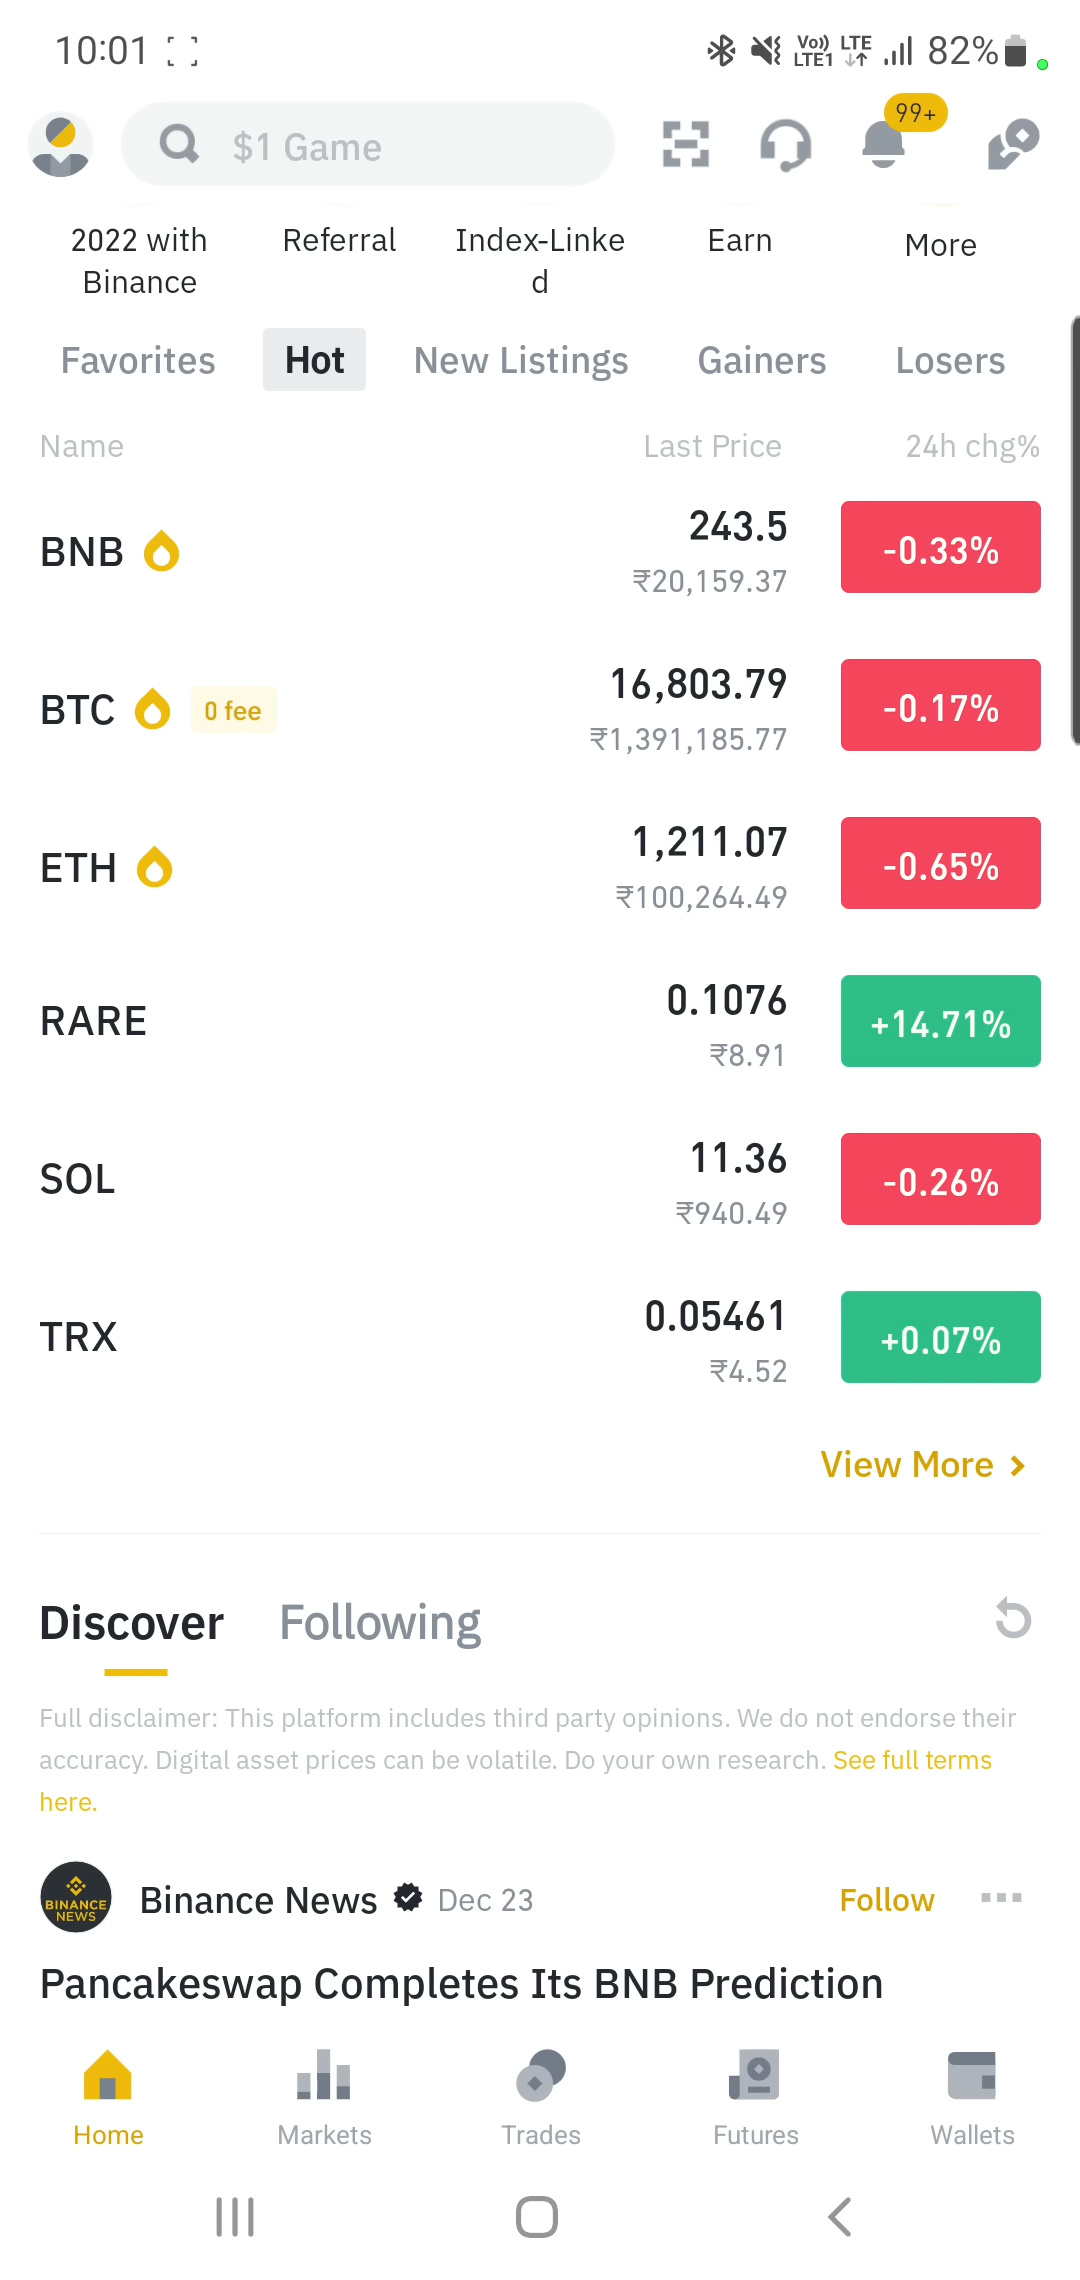 10:01 Vo)) LTE1 LTE 82%
$1 Game 99+
2022 with Binance
Referral
Index-Linke
d
Earn
More
Favorites Hot New Listings Gainers Losers
Name Last Price 24h chg%
BNB 243.5 -0.33%
₹20,159.37
BTC 0 fee 16,803.79 -0.17%
₹1,391,185.77
ETH 1,211.07 -0.65%
₹100,264.49
RARE 0.1076 +14.71%
₹8.91
SOL 11.36 -0.26%
₹940.49
TRX 0.05461 +0.07%
₹4.52
View More
Discover Following
Full disclaimer: This platform includes third party opinions. We do not endorse their
accuracy. Digital asset prices can be volatile. Do your own research. See full terms
here.
BINANCE
NEWS
Binance News Dec 23 Follow
Pancakeswap Completes Its BNB Prediction
Home Markets Trades Futures Wallets